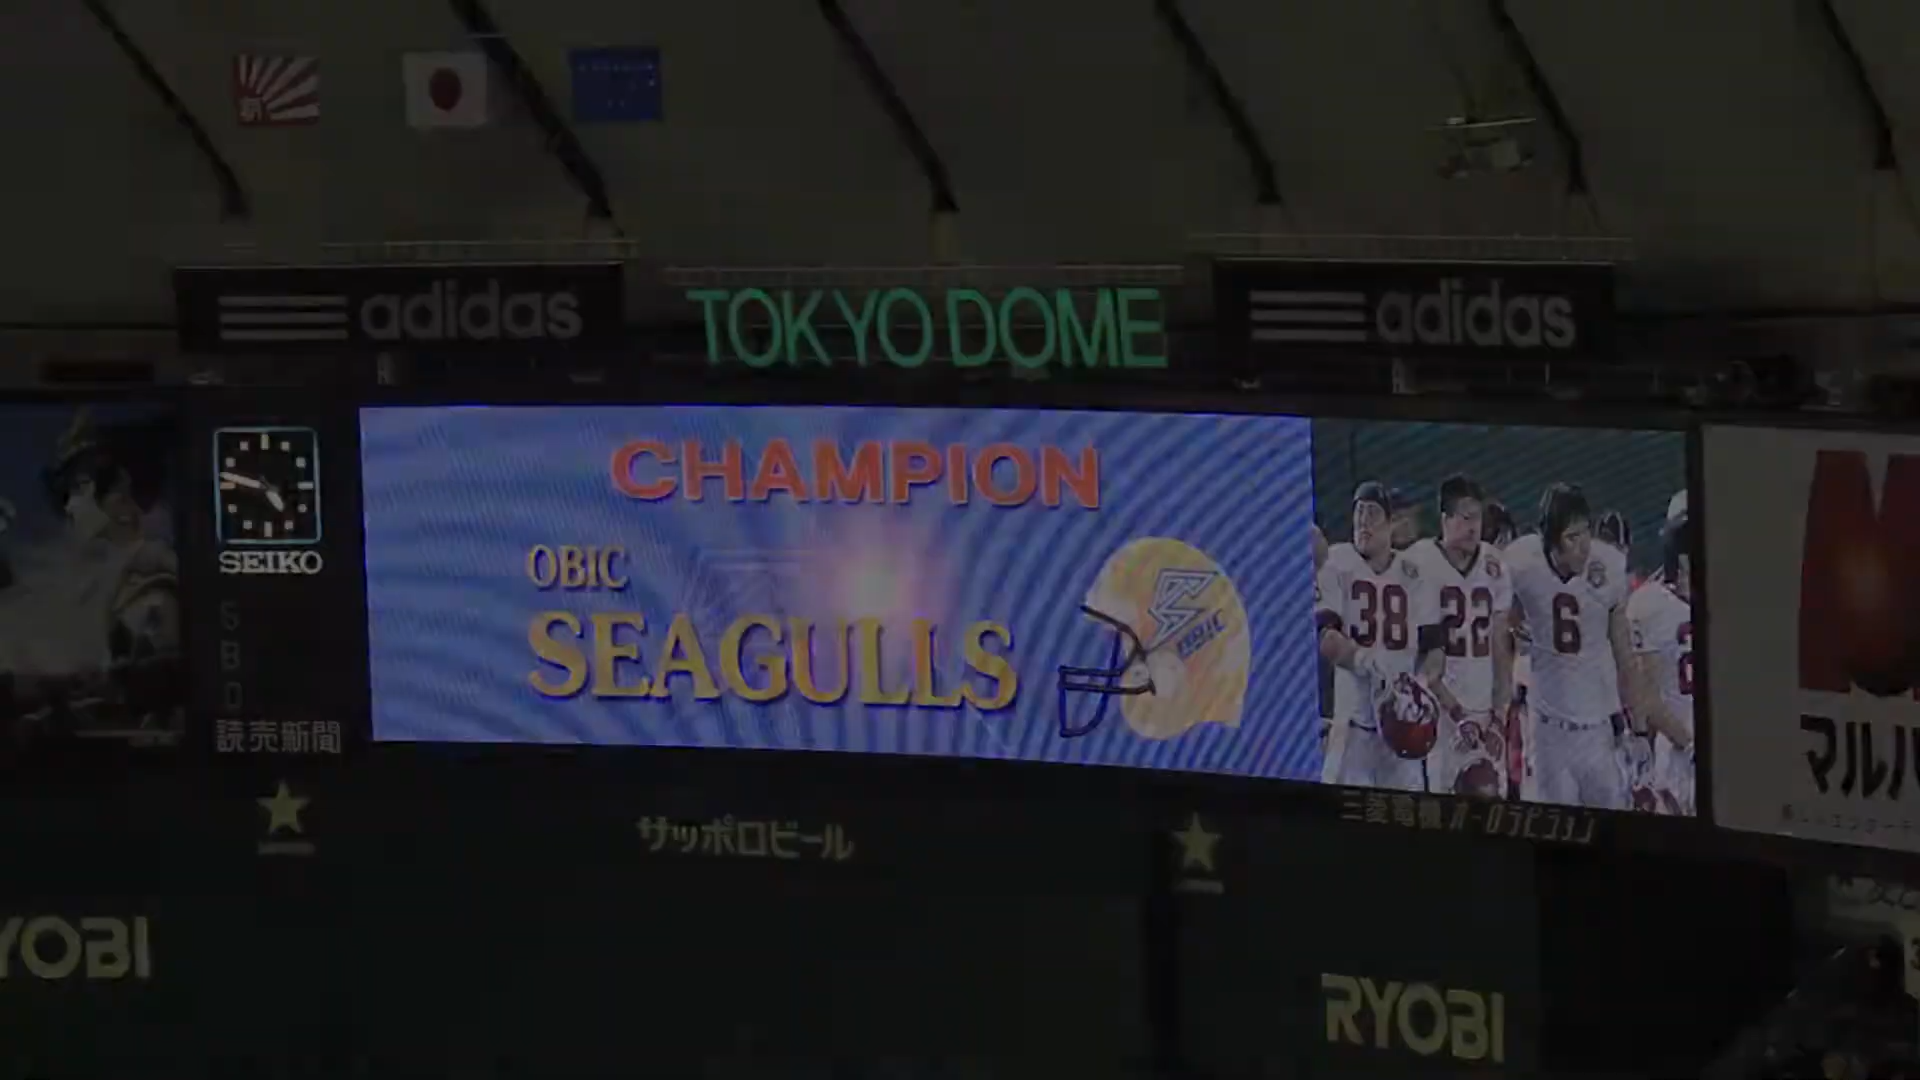 adidas
TOKYO DOME
adidas
CHAMPION
OBIC
SEAGULLS
SEIKO
S
B
O
読売新聞
38
22
6
サッポロビール
三菱電機オーロラビジョン
マルハ
YOBI
RYOBI